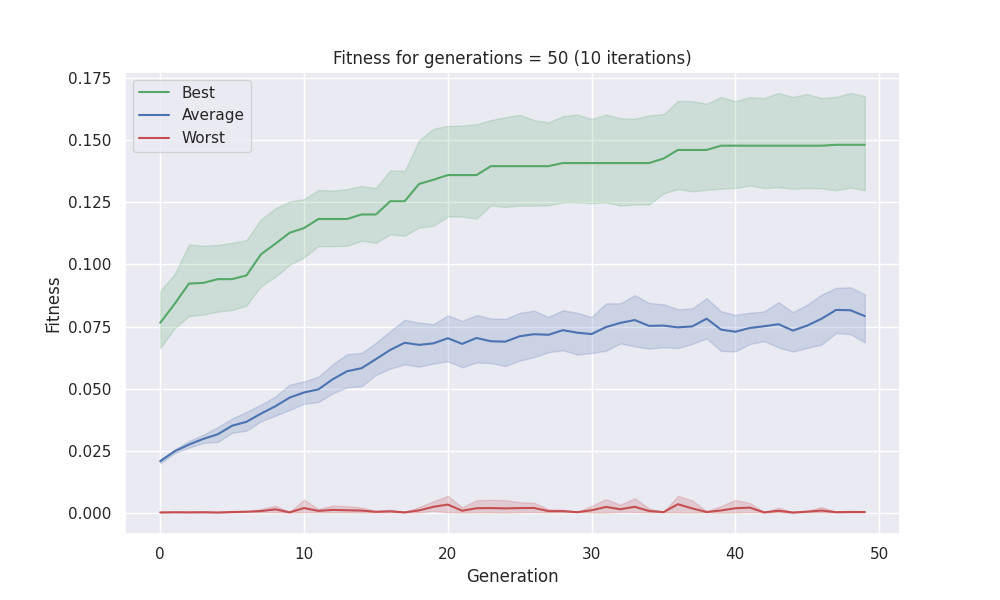 Fitness for generations = 50 (10 iterations)
Best
Average
Worst
0.175
0.150
0.125
0.100
0.075
0.050
0.025
0.000
Fitness
0 10 20 30 40 50
Generation